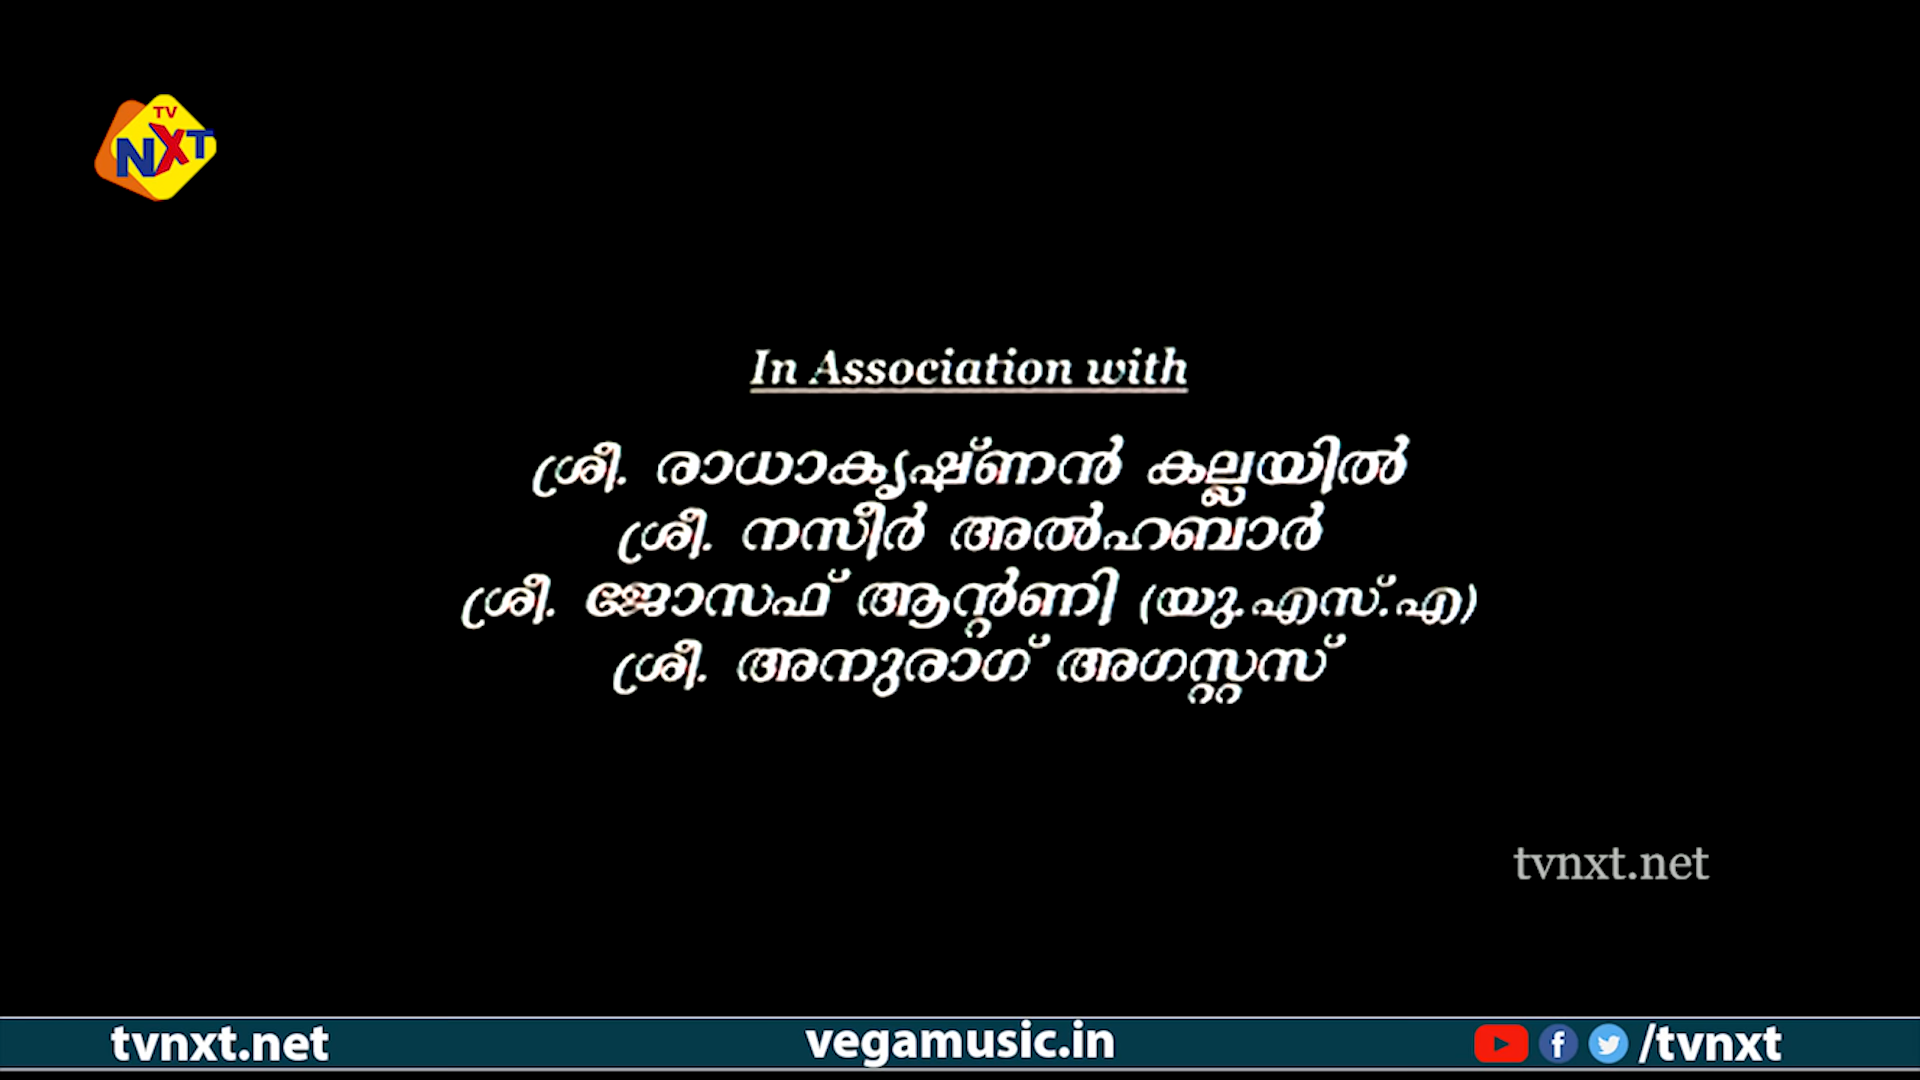 TV
NXT
In Association with
ശ്രീ. രാധാകൃഷ്ണൻ കല്ലയിൽ
ശ്രീ. നസീർ അൽഹബാർ
ശ്രീ. ജോസഫ് ആന്റണി (യു.എസ്.എ)
ശ്രീ. അനുരാഗ് അഗസ്റ്റസ്
tvnxt.net
tvnxt.net vegamusic.in /tvnxt